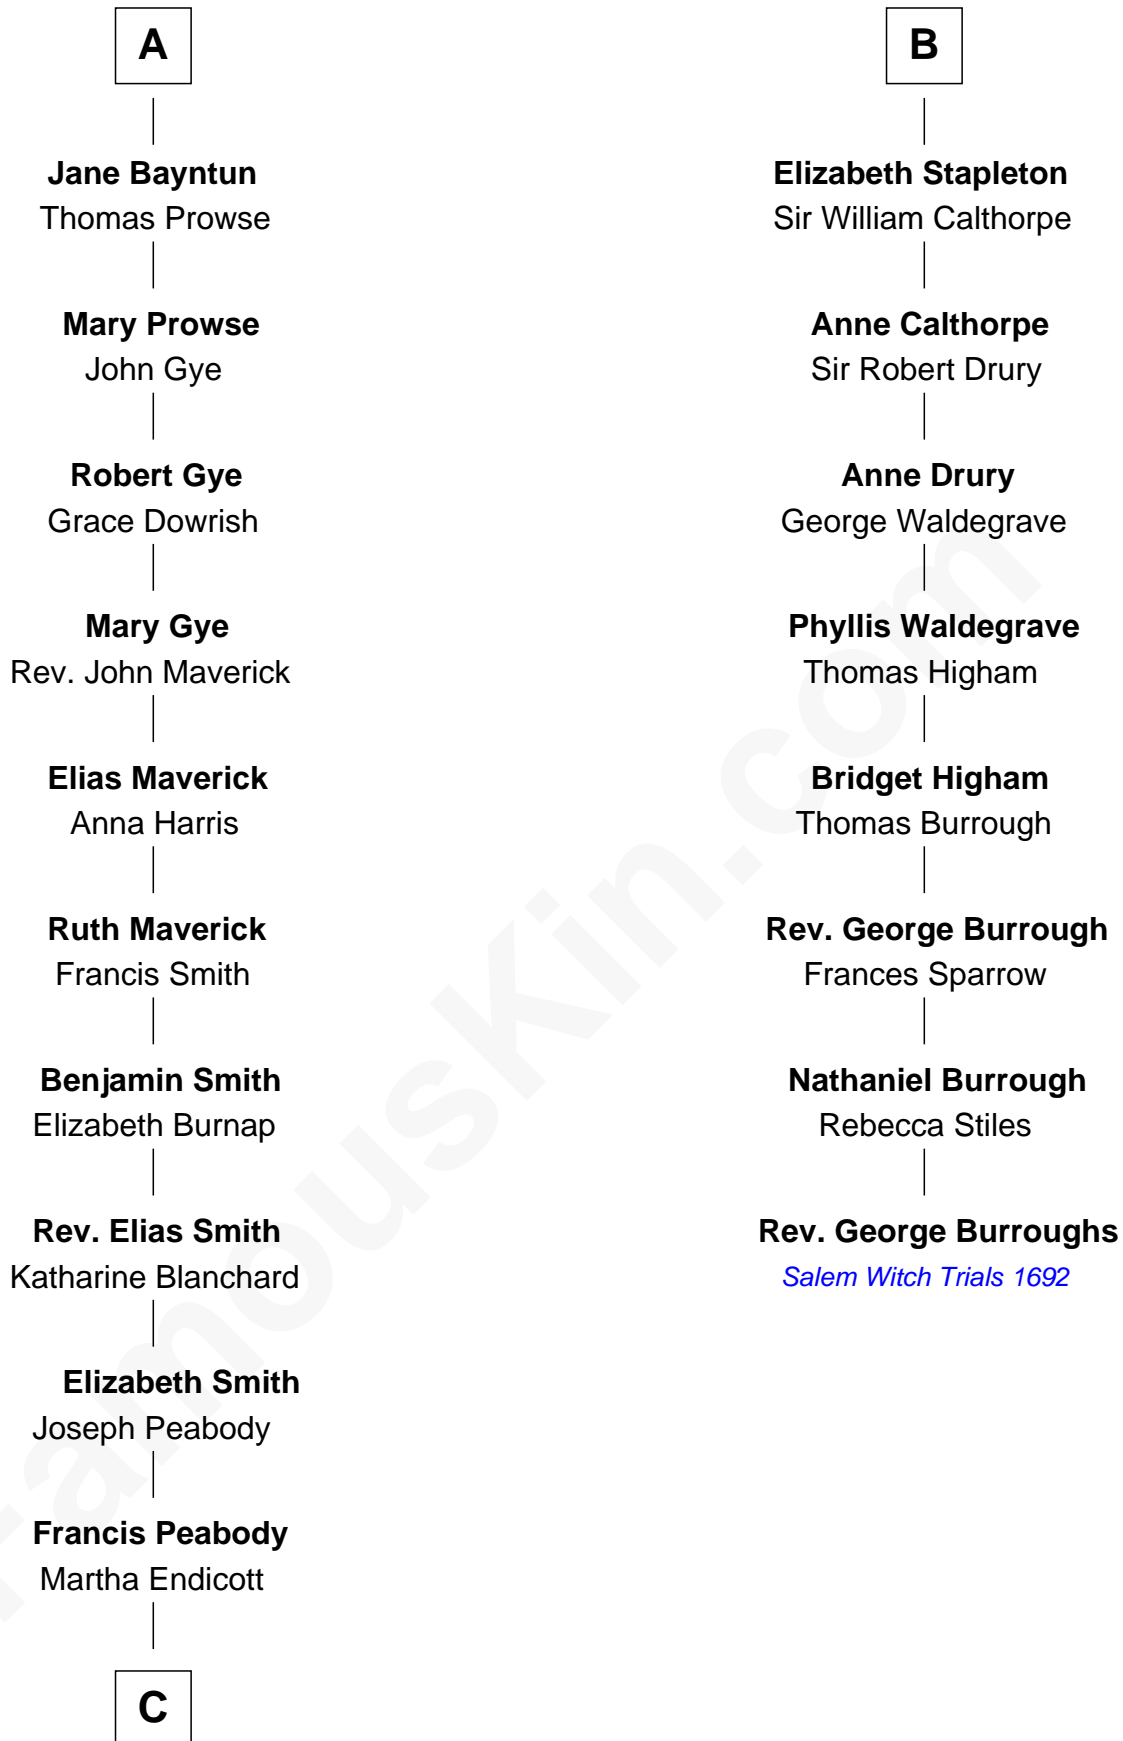 A
Jane Bayntun
Thomas Prowse
Mary Prowse
John Gye
Robert Gye
Grace Dowrish
Mary Gye
Rev. John Maverick
Elias Maverick
Anna Harris
Ruth Maverick
Francis Smith
Benjamin Smith
Elizabeth Burnap
Rev. Elias Smith
Katharine Blanchard
Elizabeth Smith
Joseph Peabody
Francis Peabody
Martha Endicott
C
B
Elizabeth Stapleton
Sir William Calthorpe
Anne Calthorpe
Sir Robert Drury
Anne Drury
George Waldegrave
Phyllis Waldegrave
Thomas Higham
Bridget Higham
Thomas Burrough
Rev. George Burrough
Frances Sparrow
Nathaniel Burrough
Rebecca Stiles
Rev. George Burroughs
Salem Witch Trials 1692
FamousKin.com